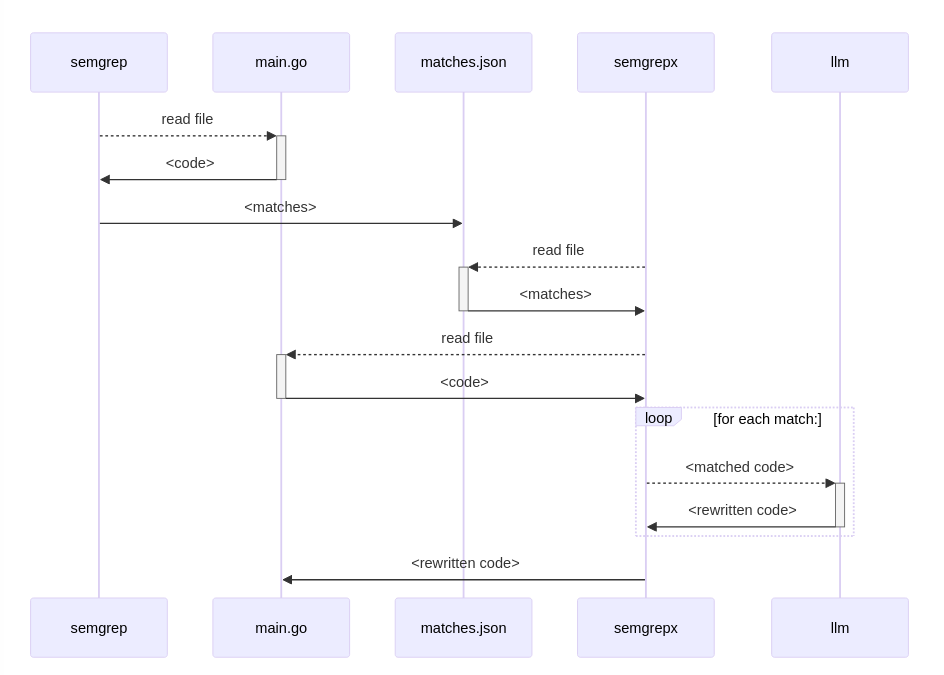 semgrep
main.go
matches.json
semgrepx
llm
read file
<code>
<matches>
read file
<matches>
read file
<code>
loop
[for each match:]
<matched code>
<rewritten code>
<rewritten code>
semgrep
main.go
matches.json
semgrepx
llm